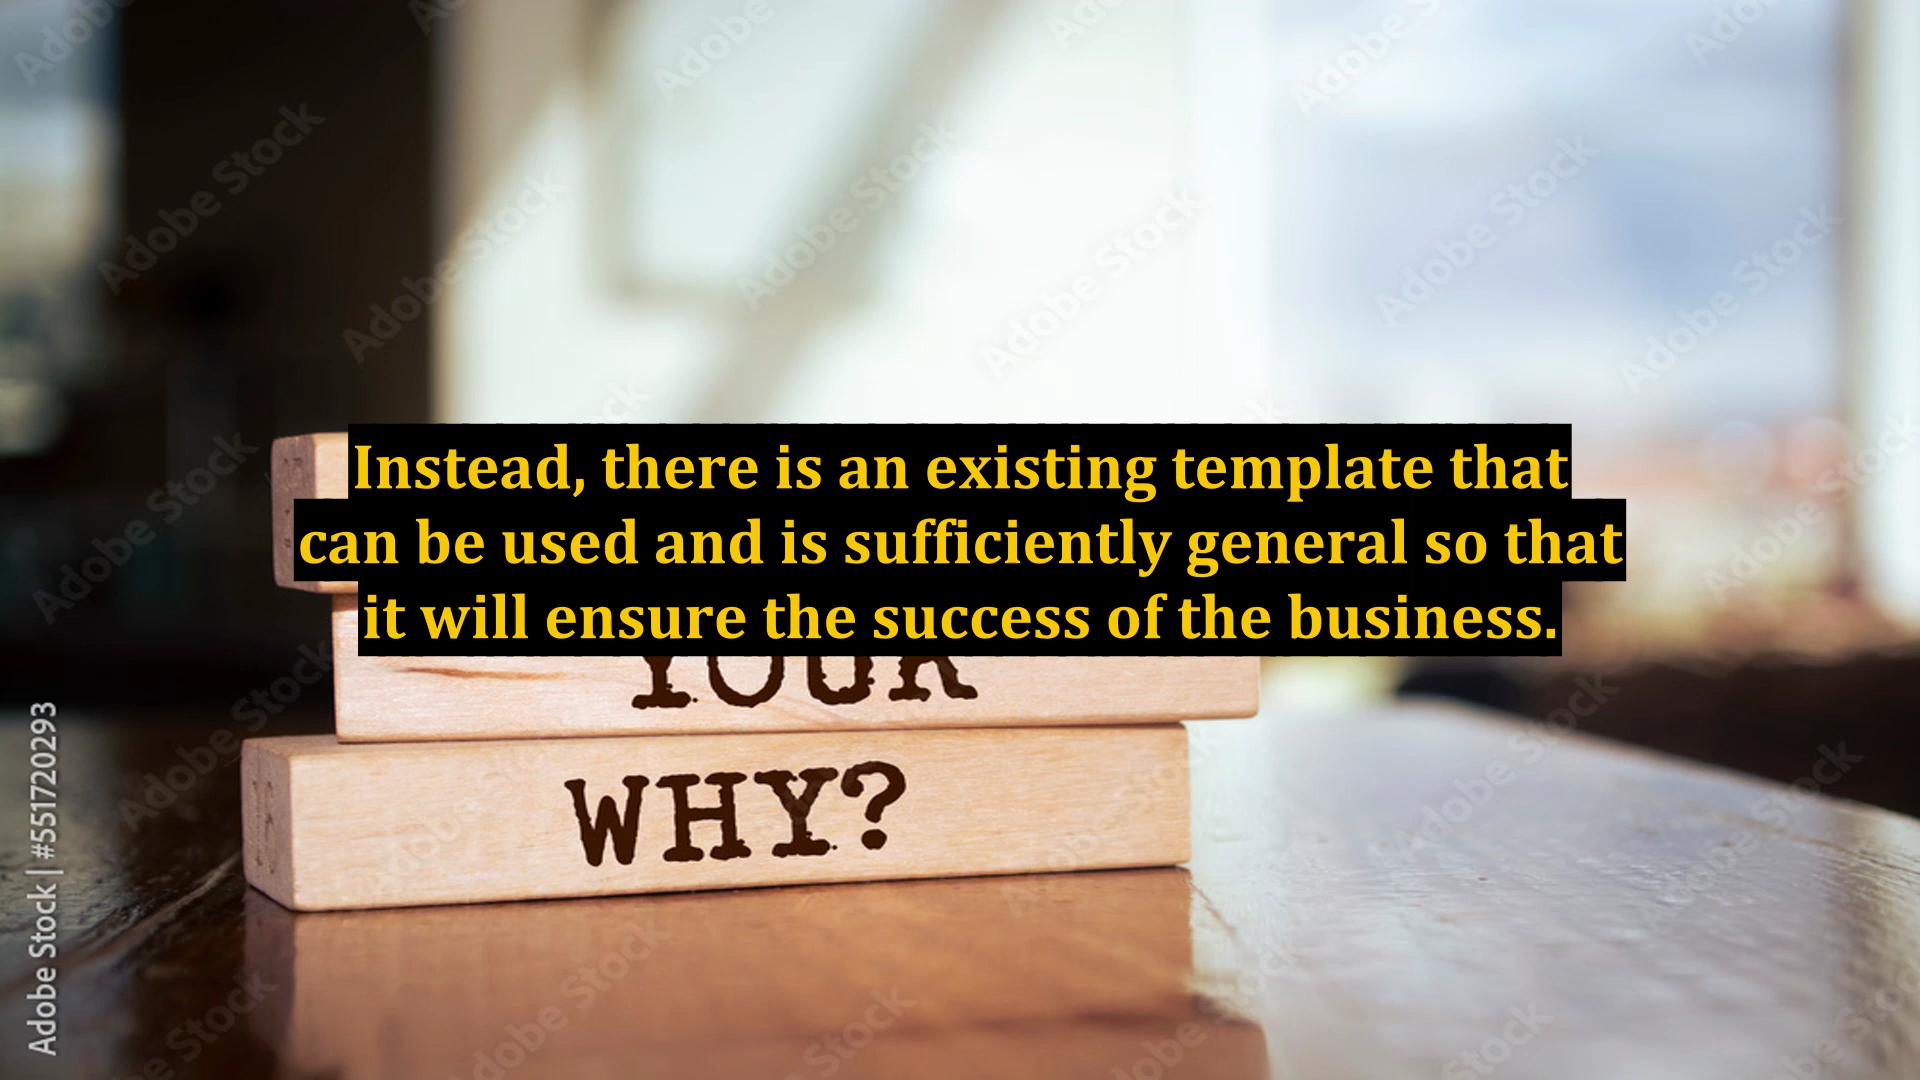 Instead, there is an existing template that
can be used and is sufficiently general so that
it will ensure the success of the business.
YOUR
WHY?
Adobe Stock | #551720293